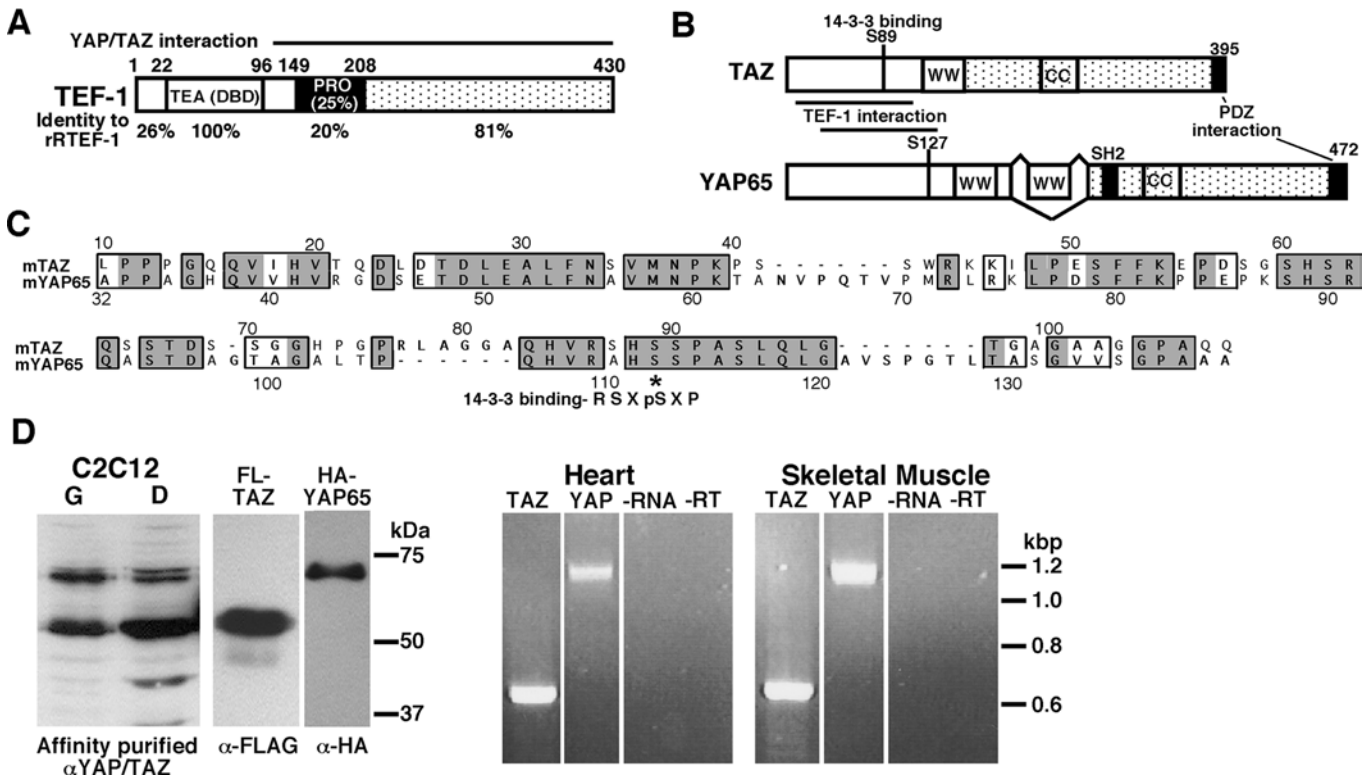 A
YAP/TAZ interaction
1 22 96 149 208 430
TEF-1
TEA (DBD)
PRO
(25%)
Identity to
rRTEF-1
26% 100% 20% 81%
B
14-3-3 binding
S89
395
TAZ
WW
CC
TEF-1 interaction
PDZ
interaction
S127
SH2
472
YAP65
WW
WW
CC
C
10 20 30 40 50 60
mTAZ L P P P G Q Q V I H V T Q D L D T D L E A L F N S V M N P K P S - - - - - - S W R K K I L P E S F F K E P D S G S H S R
mYAP65 A P P A G H Q V V H V R G D S E T D L E A L F N A V M N P K T A N V P Q T V P M R L R K L P D S F F K P P E P K S H S R
32 40 50 60 70 80 90
70 80 90 100
mTAZ Q S S T D S - S G G H P G P R L A G G A Q H V R S H S S P A S L Q L G - - - - - - T G A G A A G G P A Q Q
mYAP65 Q A S T D A G T A G A L T P - - - - - - Q H V R A H S S P A S L Q L G A V S P G T L T A S G V V S G P A A A
100 110 * 120 130
14-3-3 binding- R S X pS X P
D
C2C12
G D
FL-
TAZ
HA-
YAP65
kDa
75
50
37
Affinity purified
αYAP/TAZ
α-FLAG
α-HA
Heart
TAZ YAP -RNA -RT
Skeletal Muscle
TAZ YAP -RNA -RT
kbp
1.2
1.0
0.8
0.6